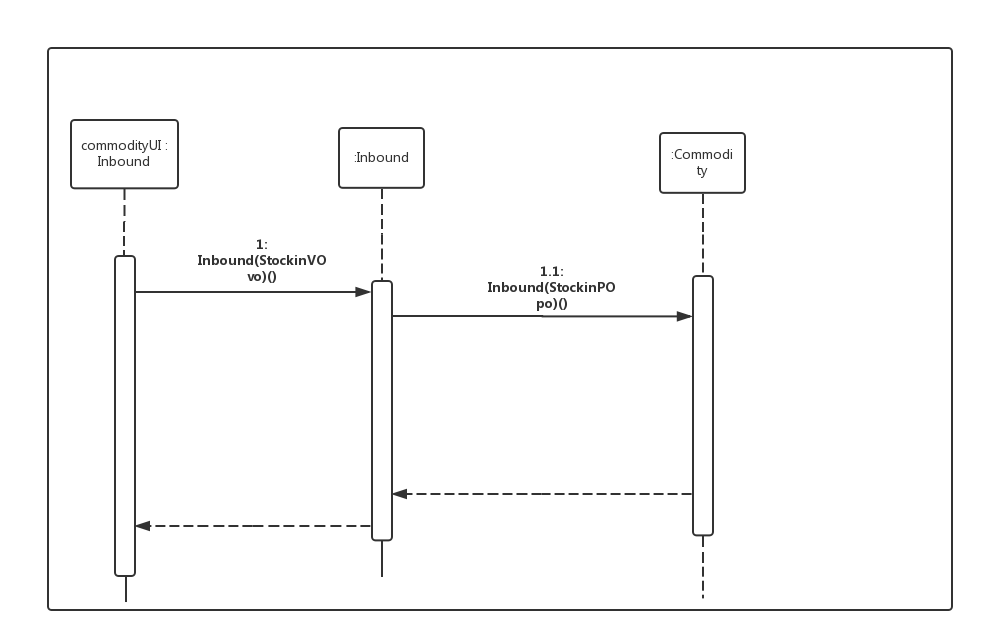 commodityUI :
Inbound
:Inbound
:Commodi
ty
1:
Inbound(StockinVO
vo)()
1.1:
Inbound(StockinPO
po)()